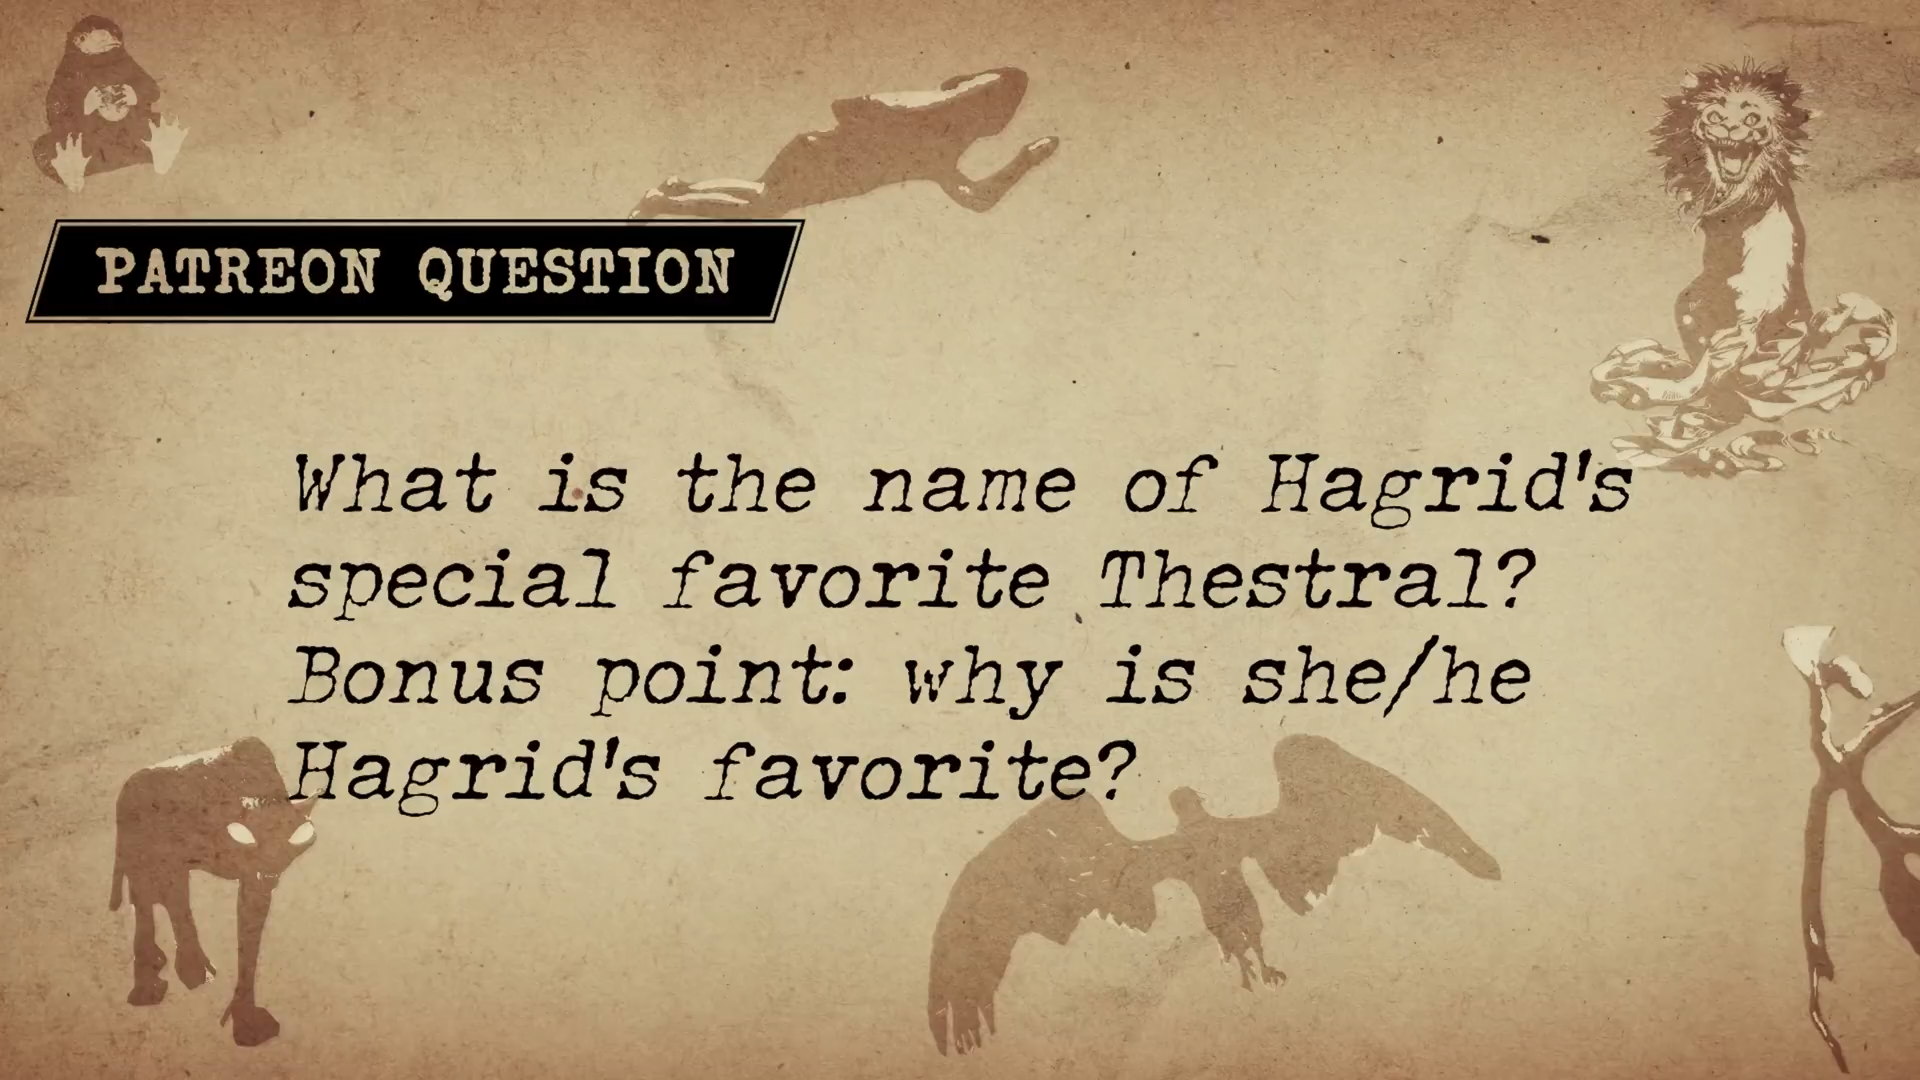 PATREON QUESTION
What is the name of Hagrid's
special favorite Thestral?
Bonus point: why is she/he
Hagrid's favorite?